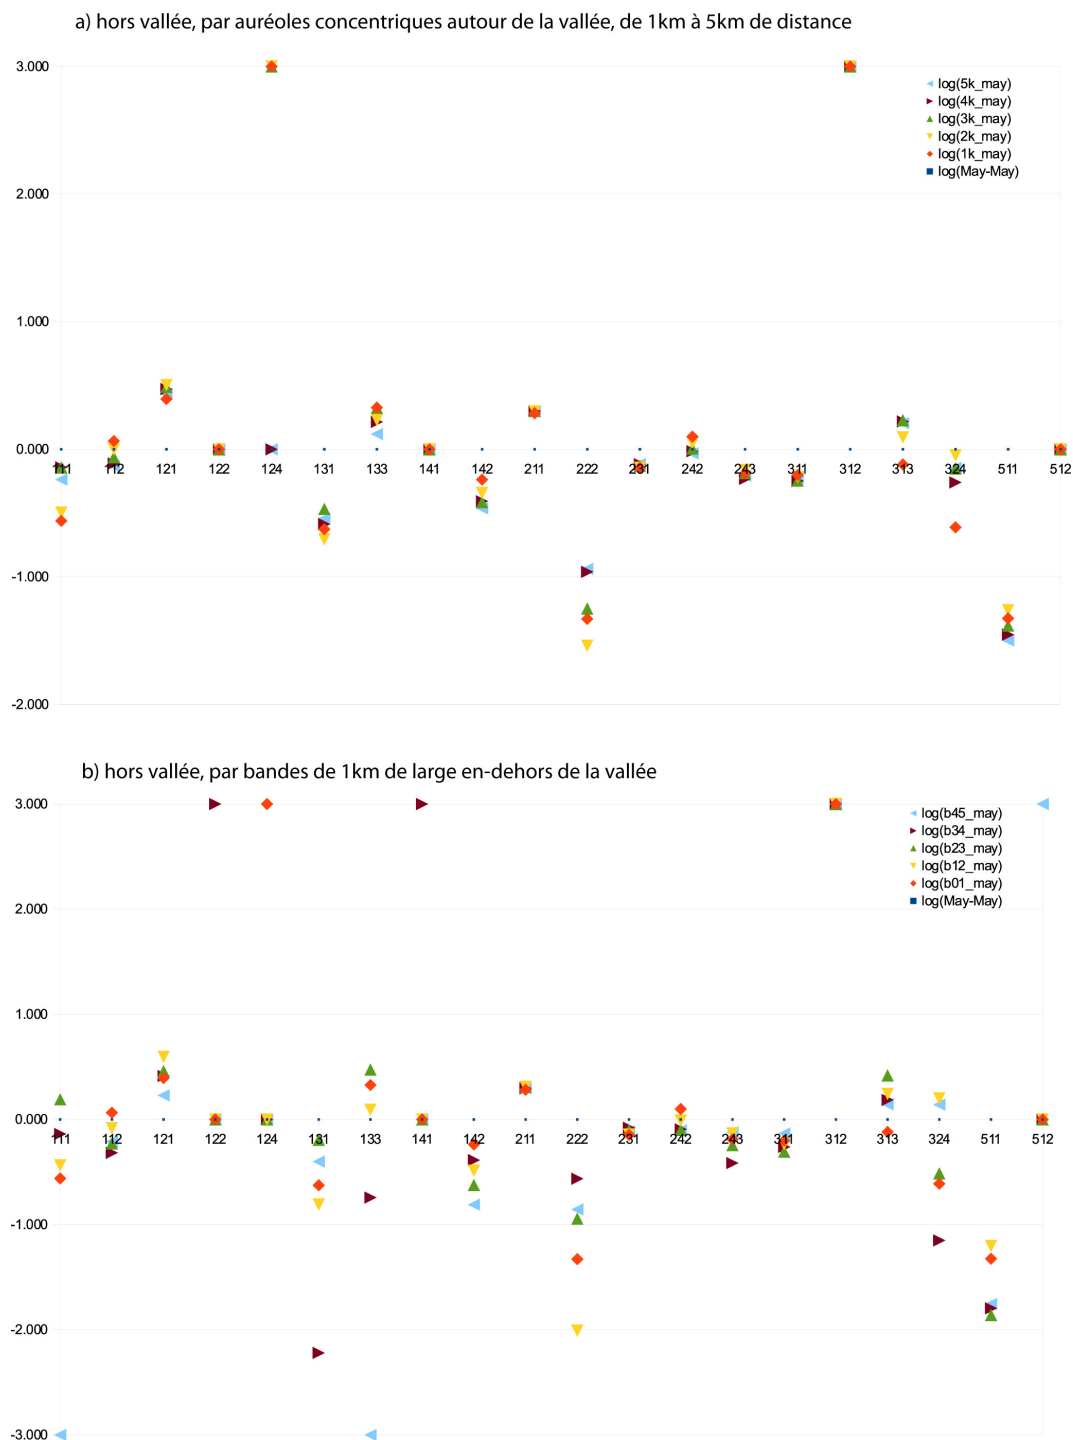 a) hors vallée, par auréoles concentriques autour de la vallée, de 1km à 5km de distance
3.000
log(5k_may)
log(4k_may)
log(3k_may)
log(2k_may)
log(1k_may)
log(May-May)
2.000
1.000
0.000
111 112 121 122 124 131 133 141 142 211 222 231 242 243 311 312 313 324 511 512
-1.000
-2.000
b) hors vallée, par bandes de 1km de large en-dehors de la vallée
3.000
log(b45_may)
log(b34_may)
log(b23_may)
log(b12_may)
log(b01_may)
log(May-May)
2.000
1.000
0.000
111 112 121 122 124 131 133 141 142 211 222 231 242 243 311 312 313 324 511 512
-1.000
-2.000
-3.000